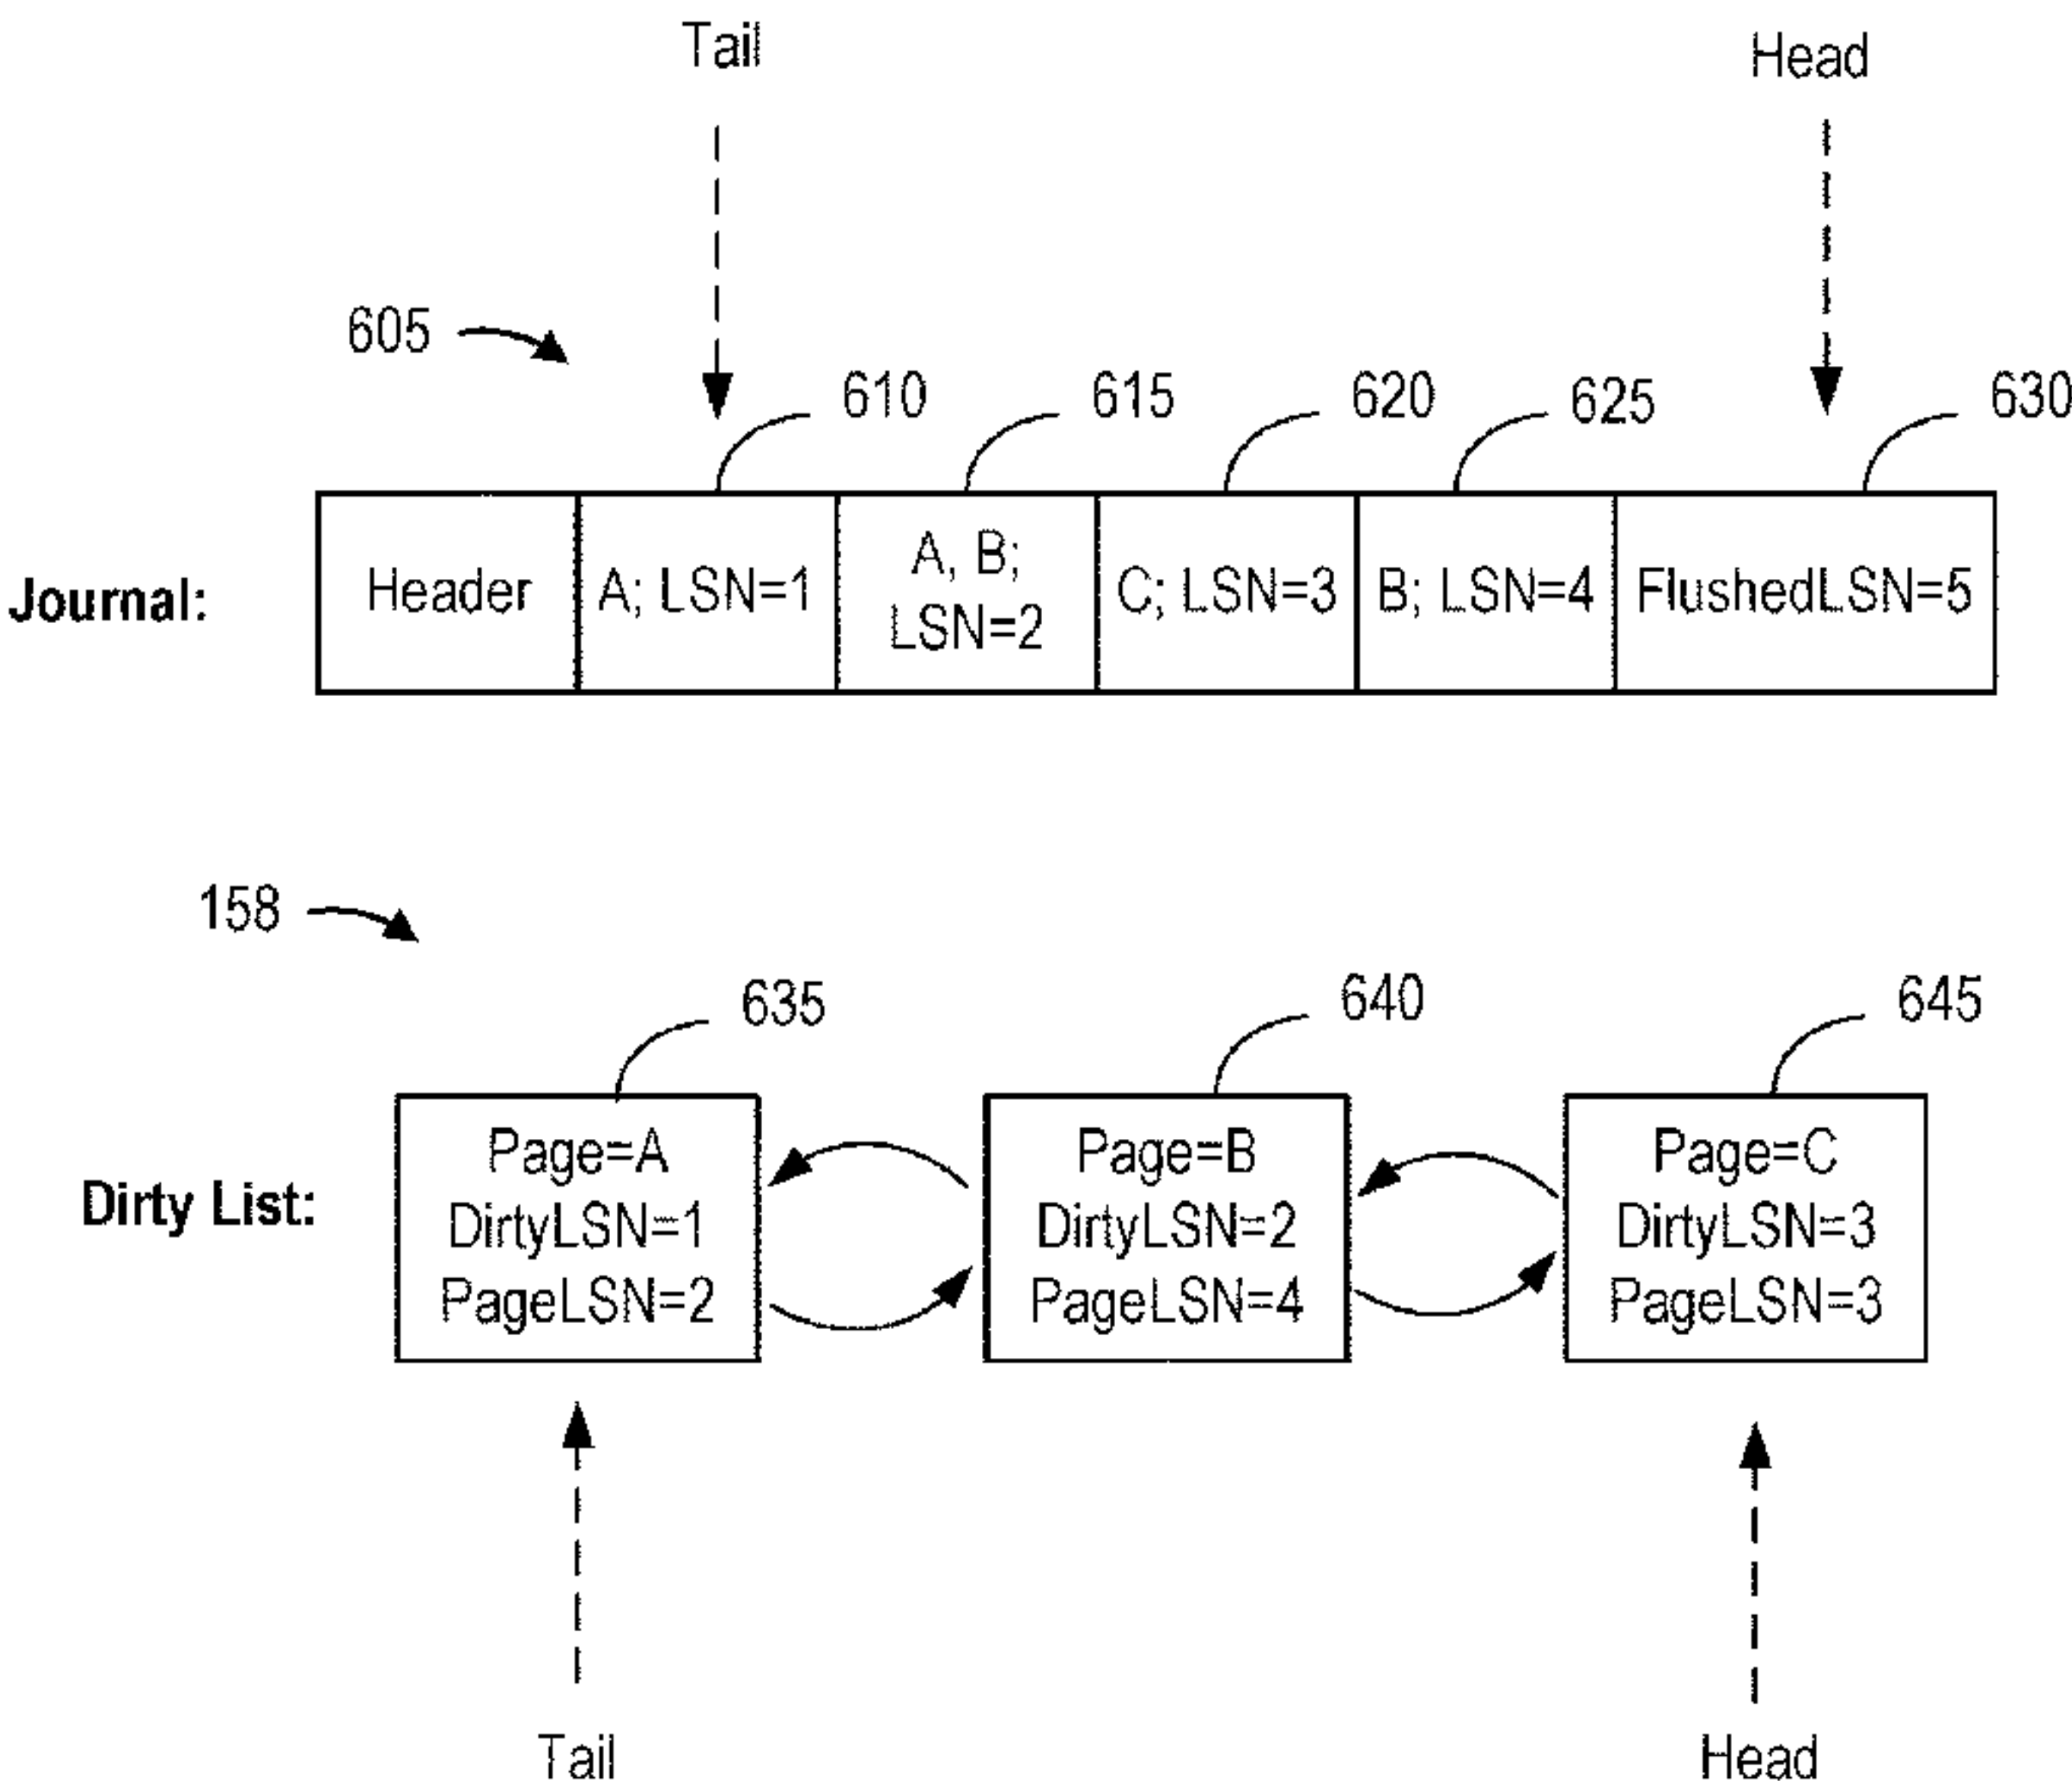 Tail
Head
605
610
615
620
625
630
Journal:
Header
A; LSN=1
A, B;
LSN=2
C; LSN=3
B; LSN=4
FlushedLSN=5
158
635
640
645
Dirty List:
Page=A
DirtyLSN=1
PageLSN=2
Page=B
DirtyLSN=2
PageLSN=4
Page=C
DirtyLSN=3
PageLSN=3
Tail
Head